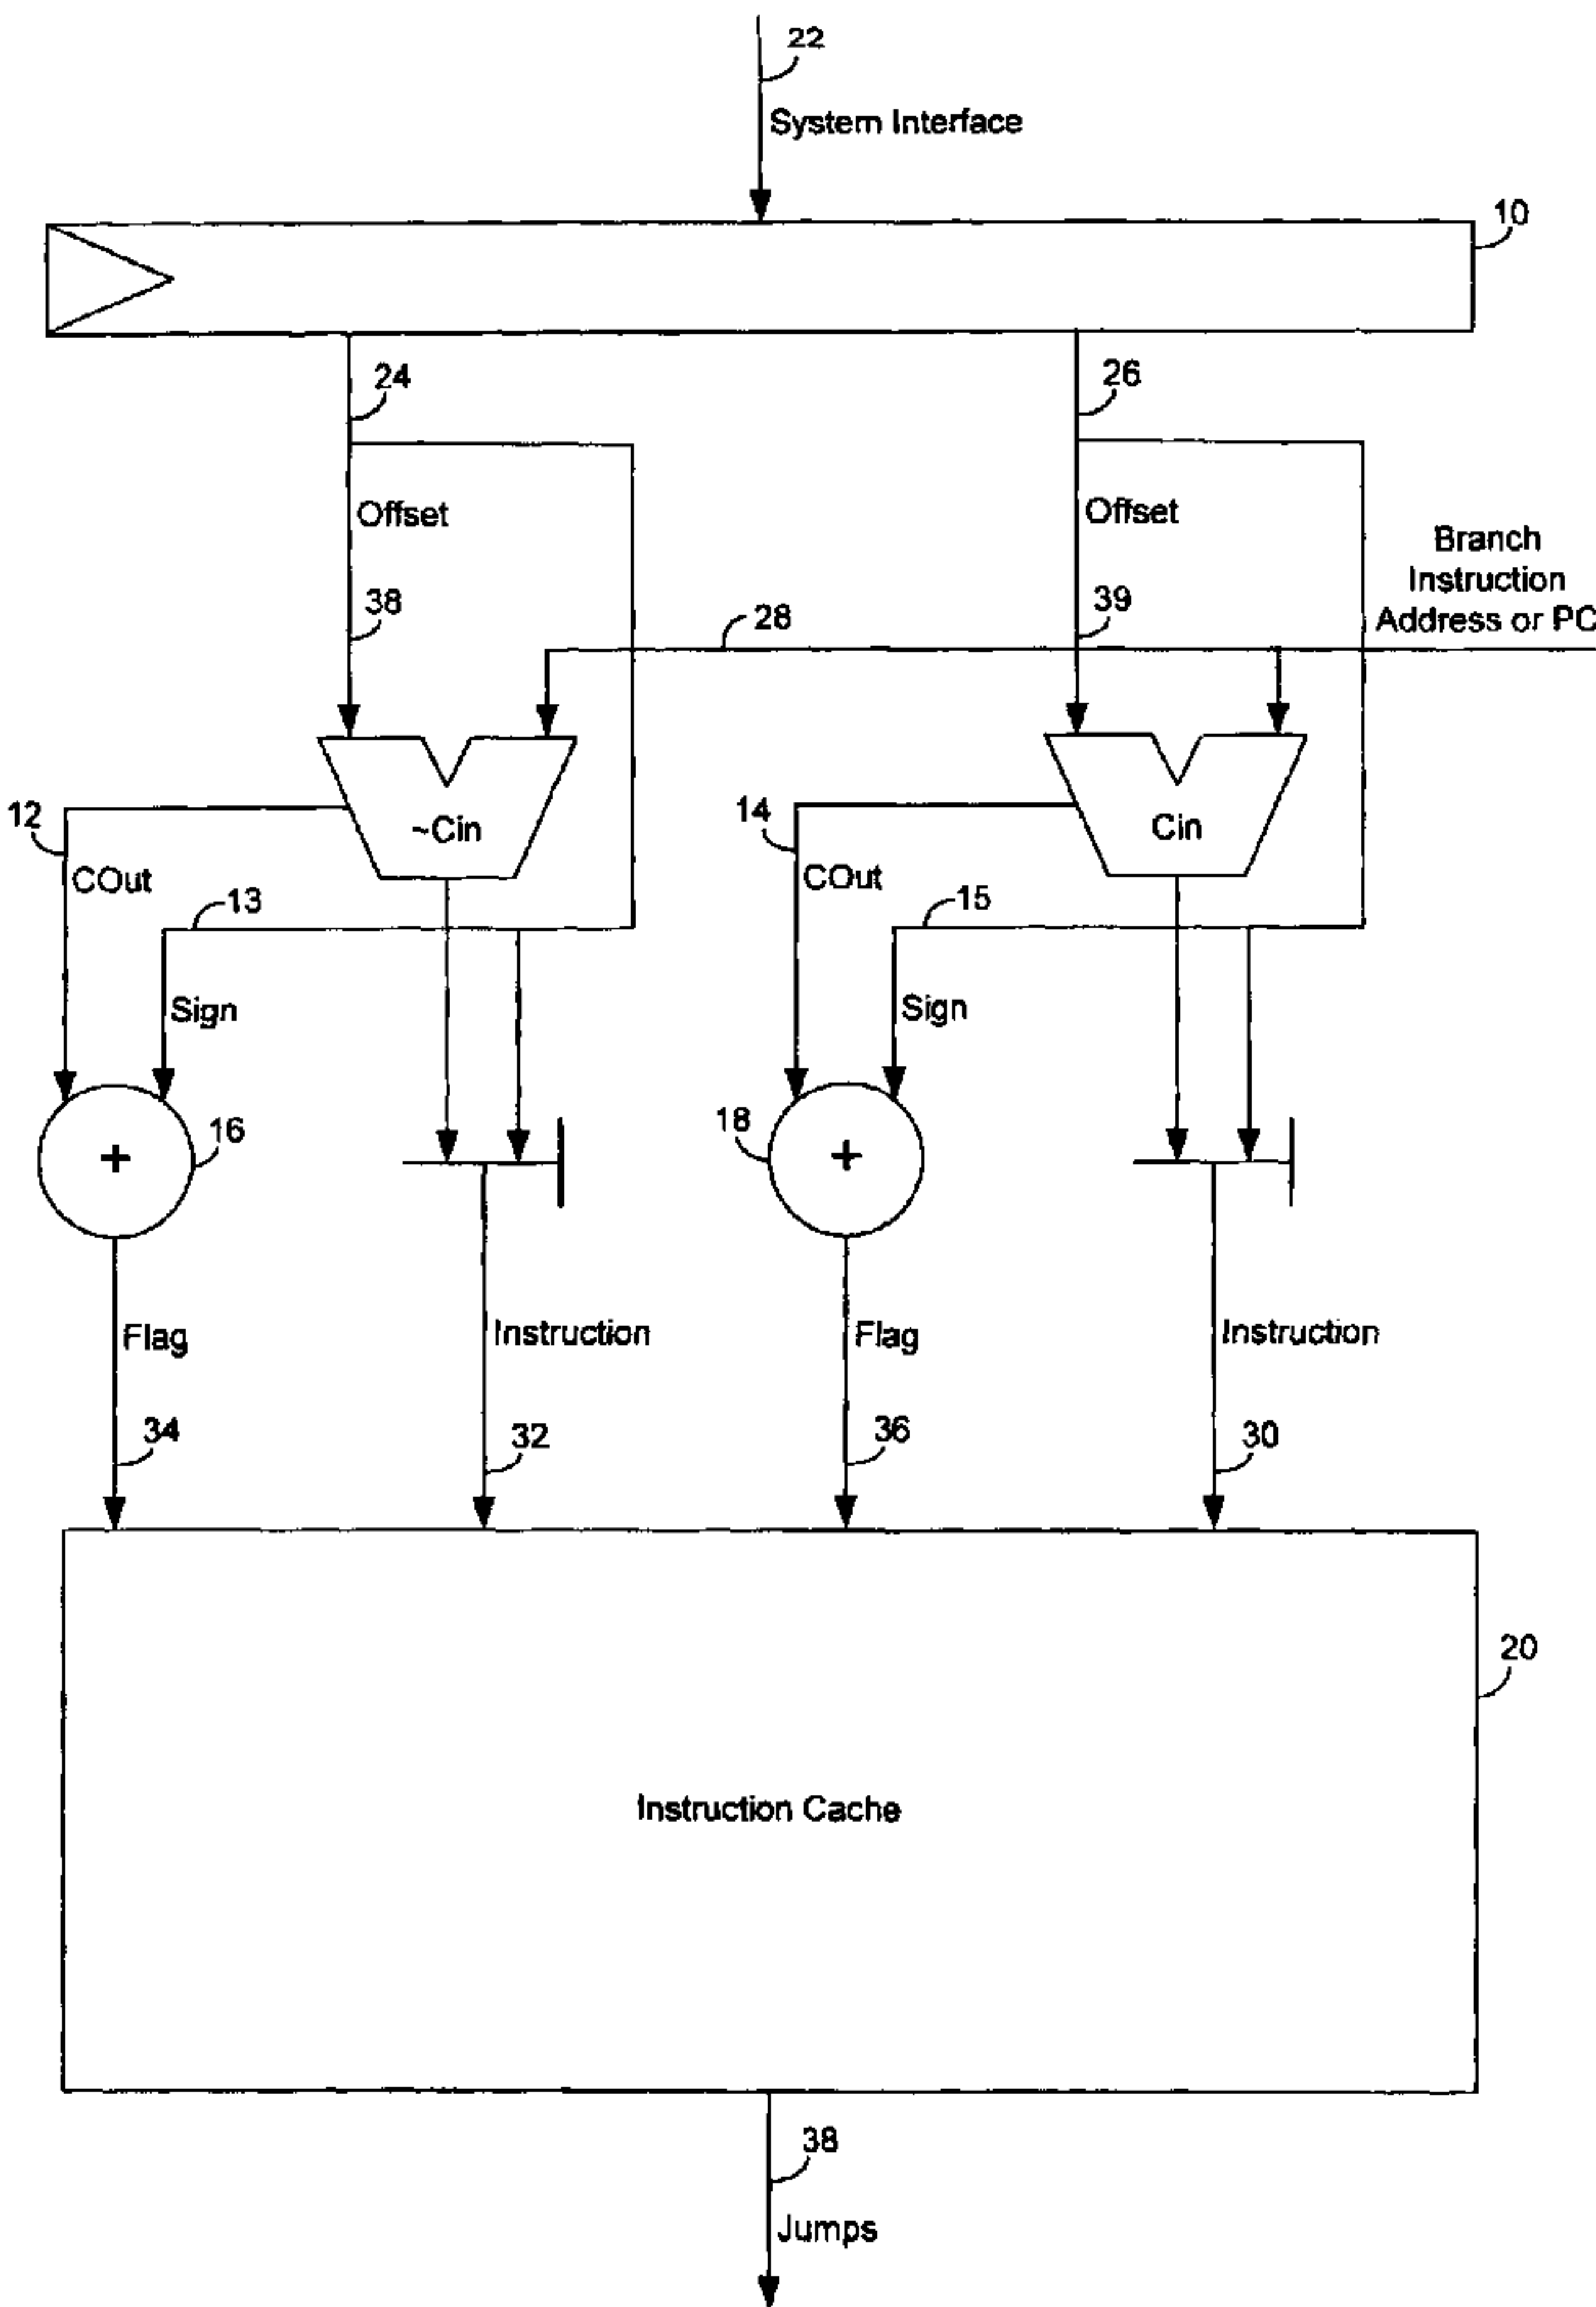 22
System Interface
10
24
26
Offset
Offset
Branch
Instruction
Address or PC
38
28
39
12
~Cin
14
Cin
COut
COut
13
15
Sign
Sign
16
+
18
+
Flag
Instruction
Flag
Instruction
34
32
36
30
20
Instruction Cache
38
Jumps